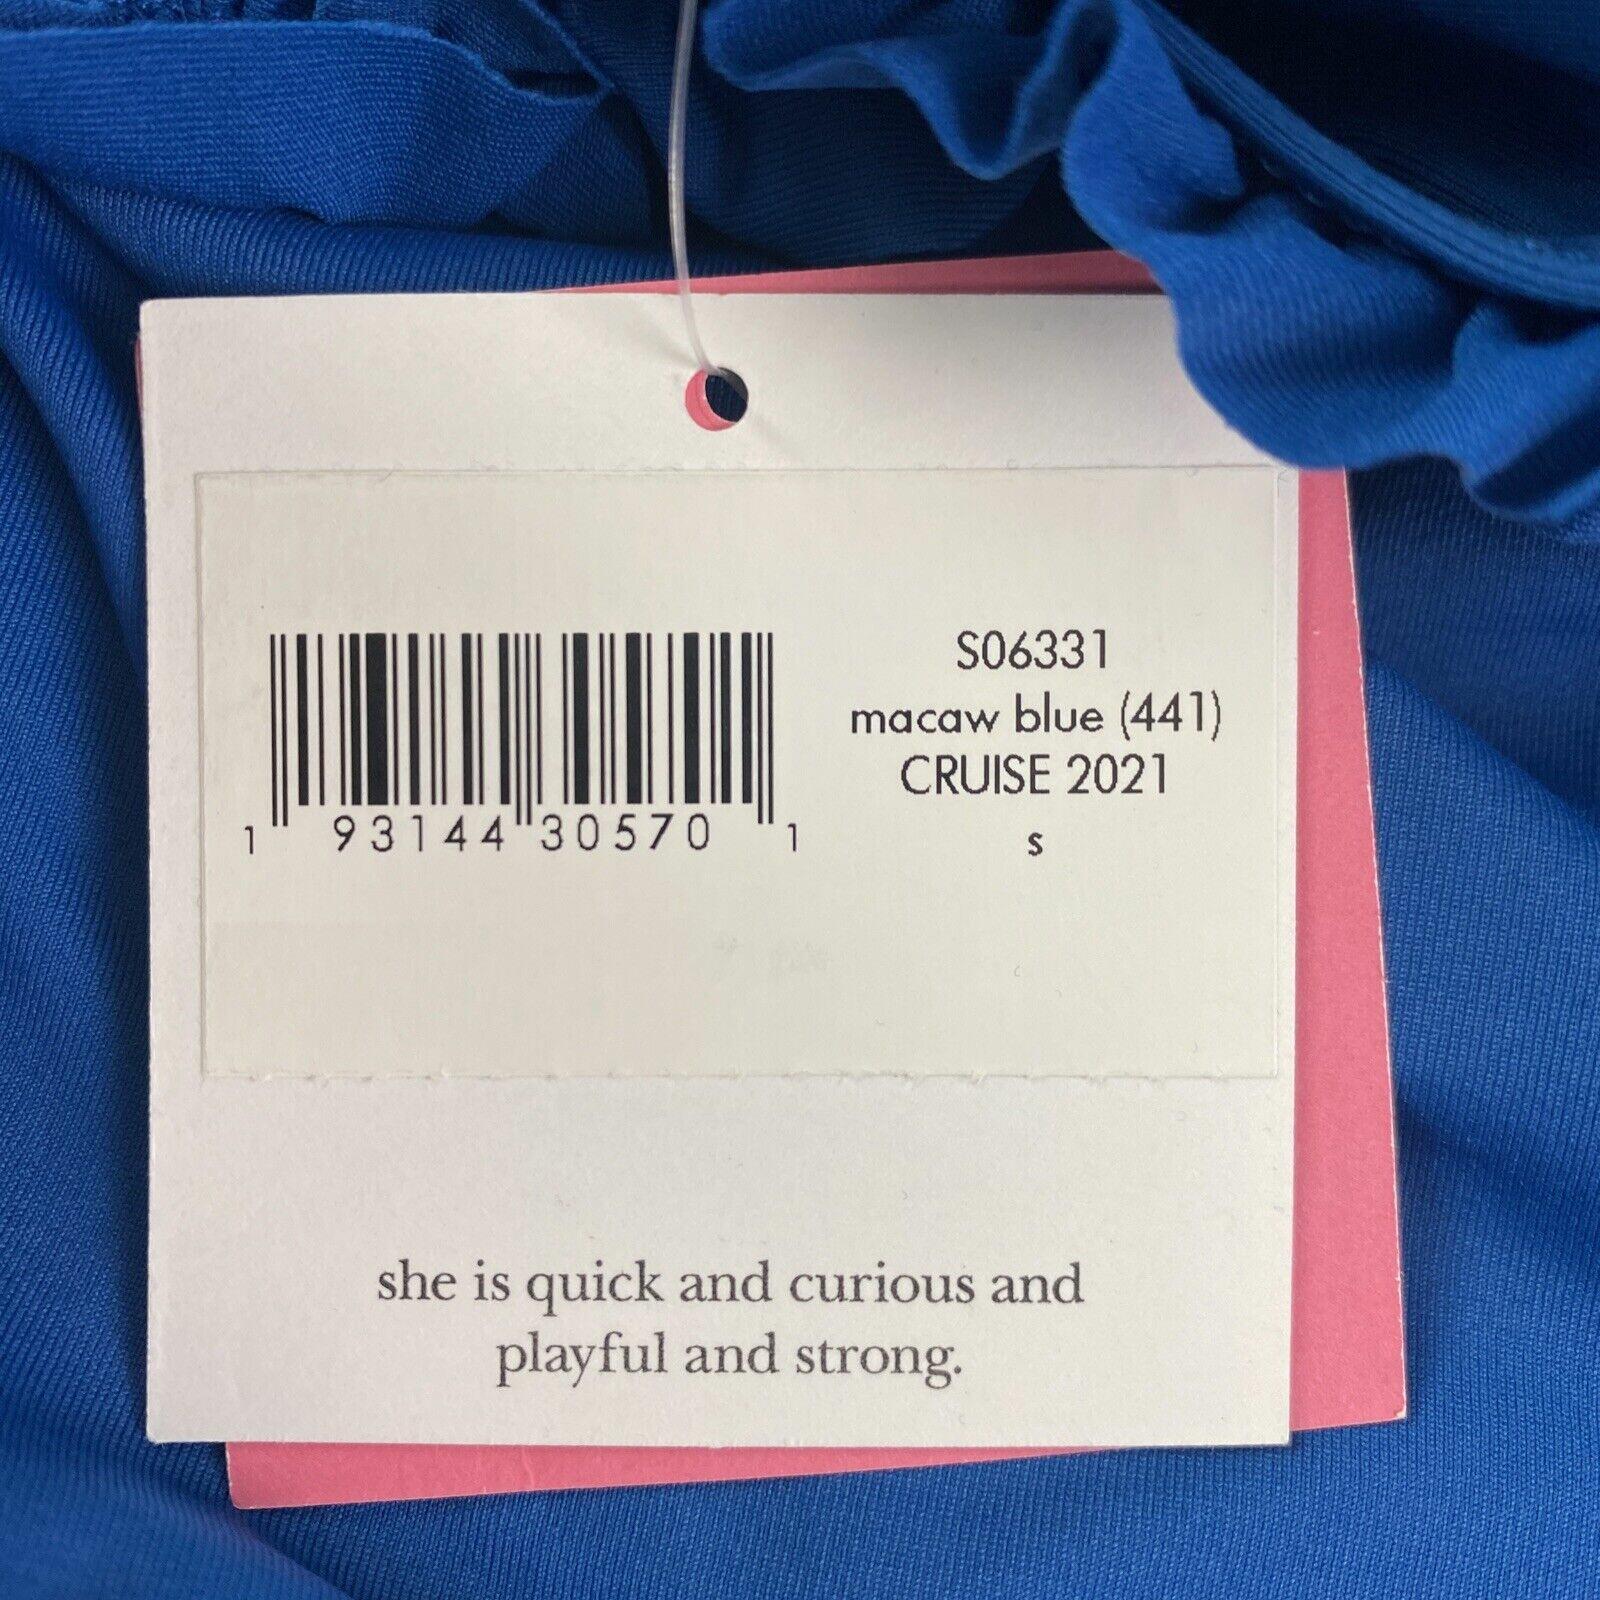 S06331
macaw blue (441)
CRUISE 2021
s
1 93144 30570 1
she is quick and curious and
playful and strong.